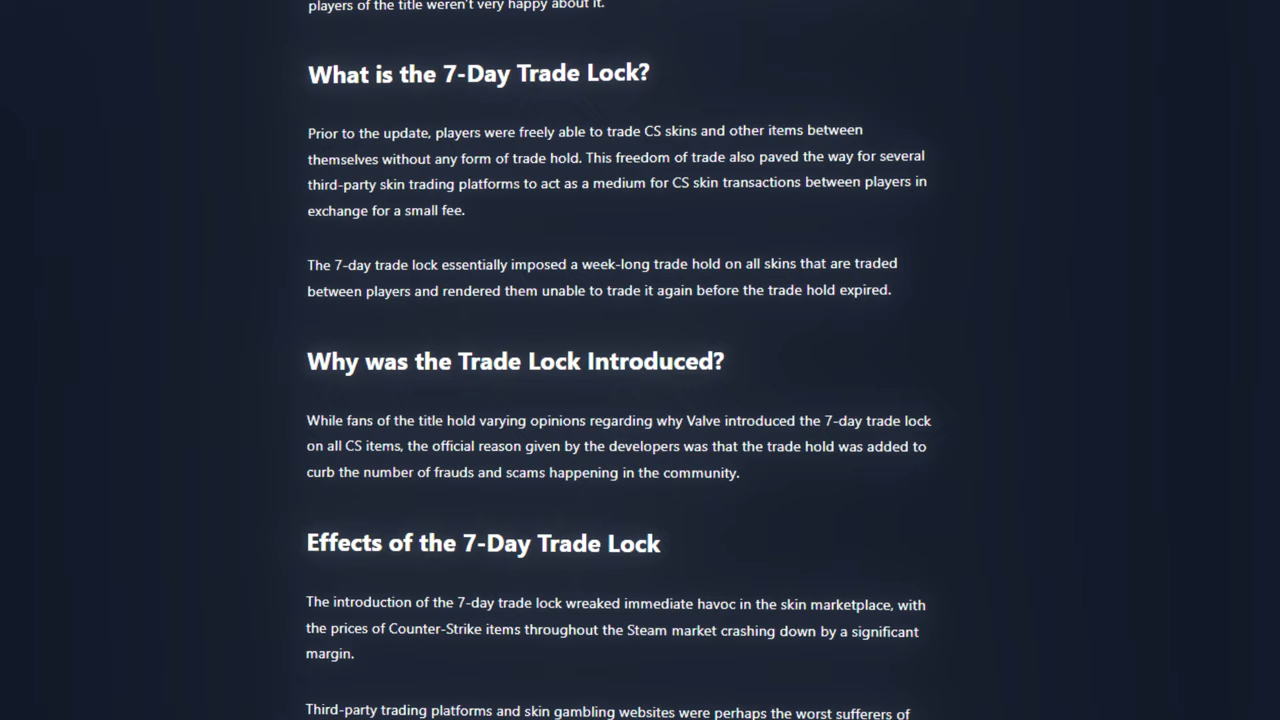 players of the title weren't very happy about it.
What is the 7-Day Trade Lock?
Prior to the update, players were freely able to trade CS skins and other items between
themselves without any form of trade hold. This freedom of trade also paved the way for several
third-party skin trading platforms to act as a medium for CS skin transactions between players in
exchange for a small fee.
The 7-day trade lock essentially imposed a week-long trade hold on all skins that are traded
between players and rendered them unable to trade it again before the trade hold expired.
Why was the Trade Lock Introduced?
While fans of the title hold varying opinions regarding why Valve introduced the 7-day trade lock
on all CS items, the official reason given by the developers was that the trade hold was added to
curb the number of frauds and scams happening in the community.
Effects of the 7-Day Trade Lock
The introduction of the 7-day trade lock wreaked immediate havoc in the skin marketplace, with
the prices of Counter-Strike items throughout the Steam market crashing down by a significant
margin.
Third-party trading platforms and skin gambling websites were perhaps the worst sufferers of